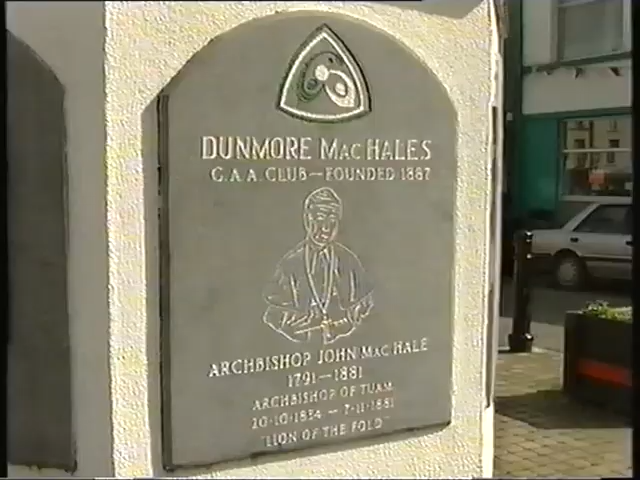 DUNMORE MACHALES
G.A.A. CLUB — FOUNDED 1887
ARCHBISHOP JOHN MACHALE
1791 — 1881
ARCHBISHOP OF TUAM
20·10·1834 — 7·11·1881
"LION OF THE FOLD"